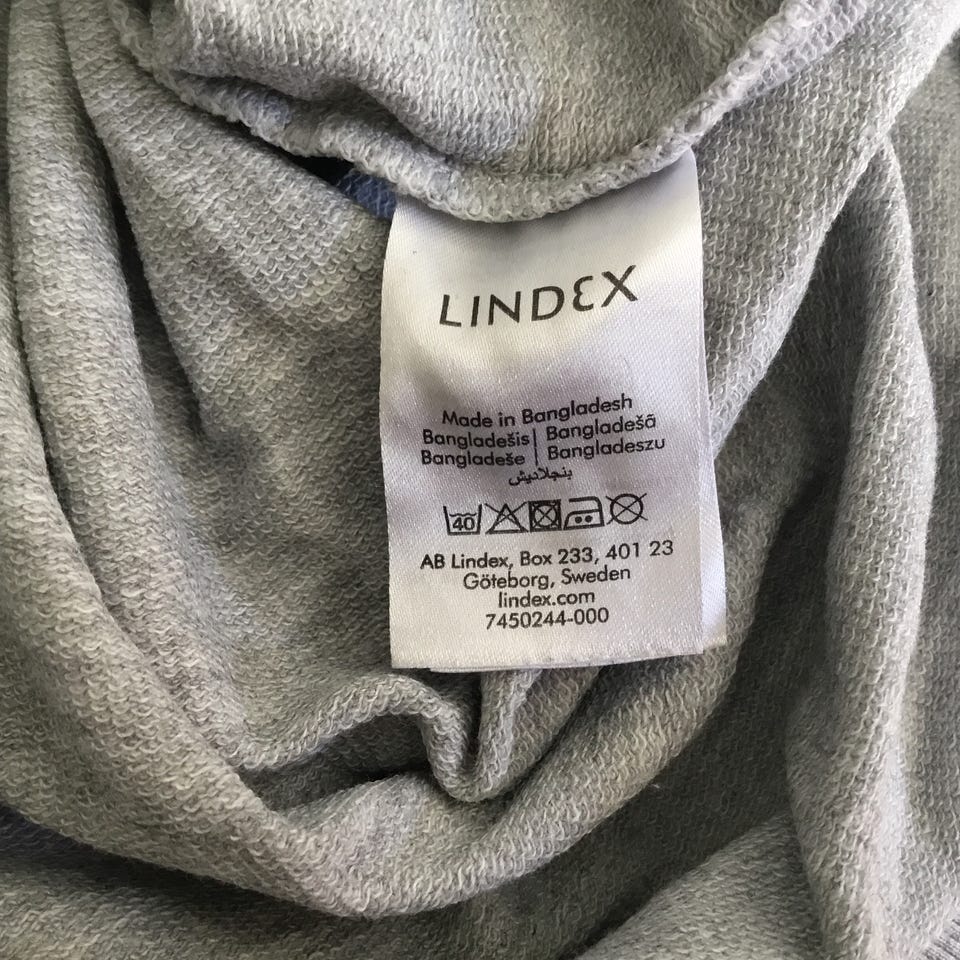 LINDEX
Made in Bangladesh
Bangladešis | Bangladešā
Bangladeše | Bangladeszu
بنجلاديش
40
AB Lindex, Box 233, 401 23
Göteborg, Sweden
lindex.com
7450244-000